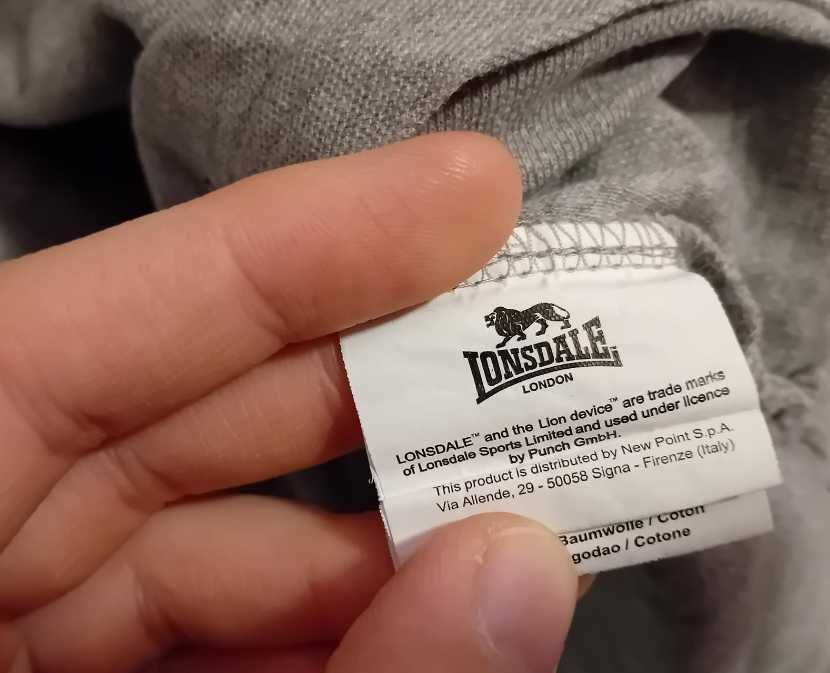 LONSDALE
LONDON
LONSDALE™ and the Lion device™ are trade marks
of Lonsdale Sports Limited and used under licence
by Punch GmbH.
This product is distributed by New Point S.p.A.
Via Allende, 29 - 50058 Signa - Firenze (Italy)
Baumwolle / Coton
godao / Cotone